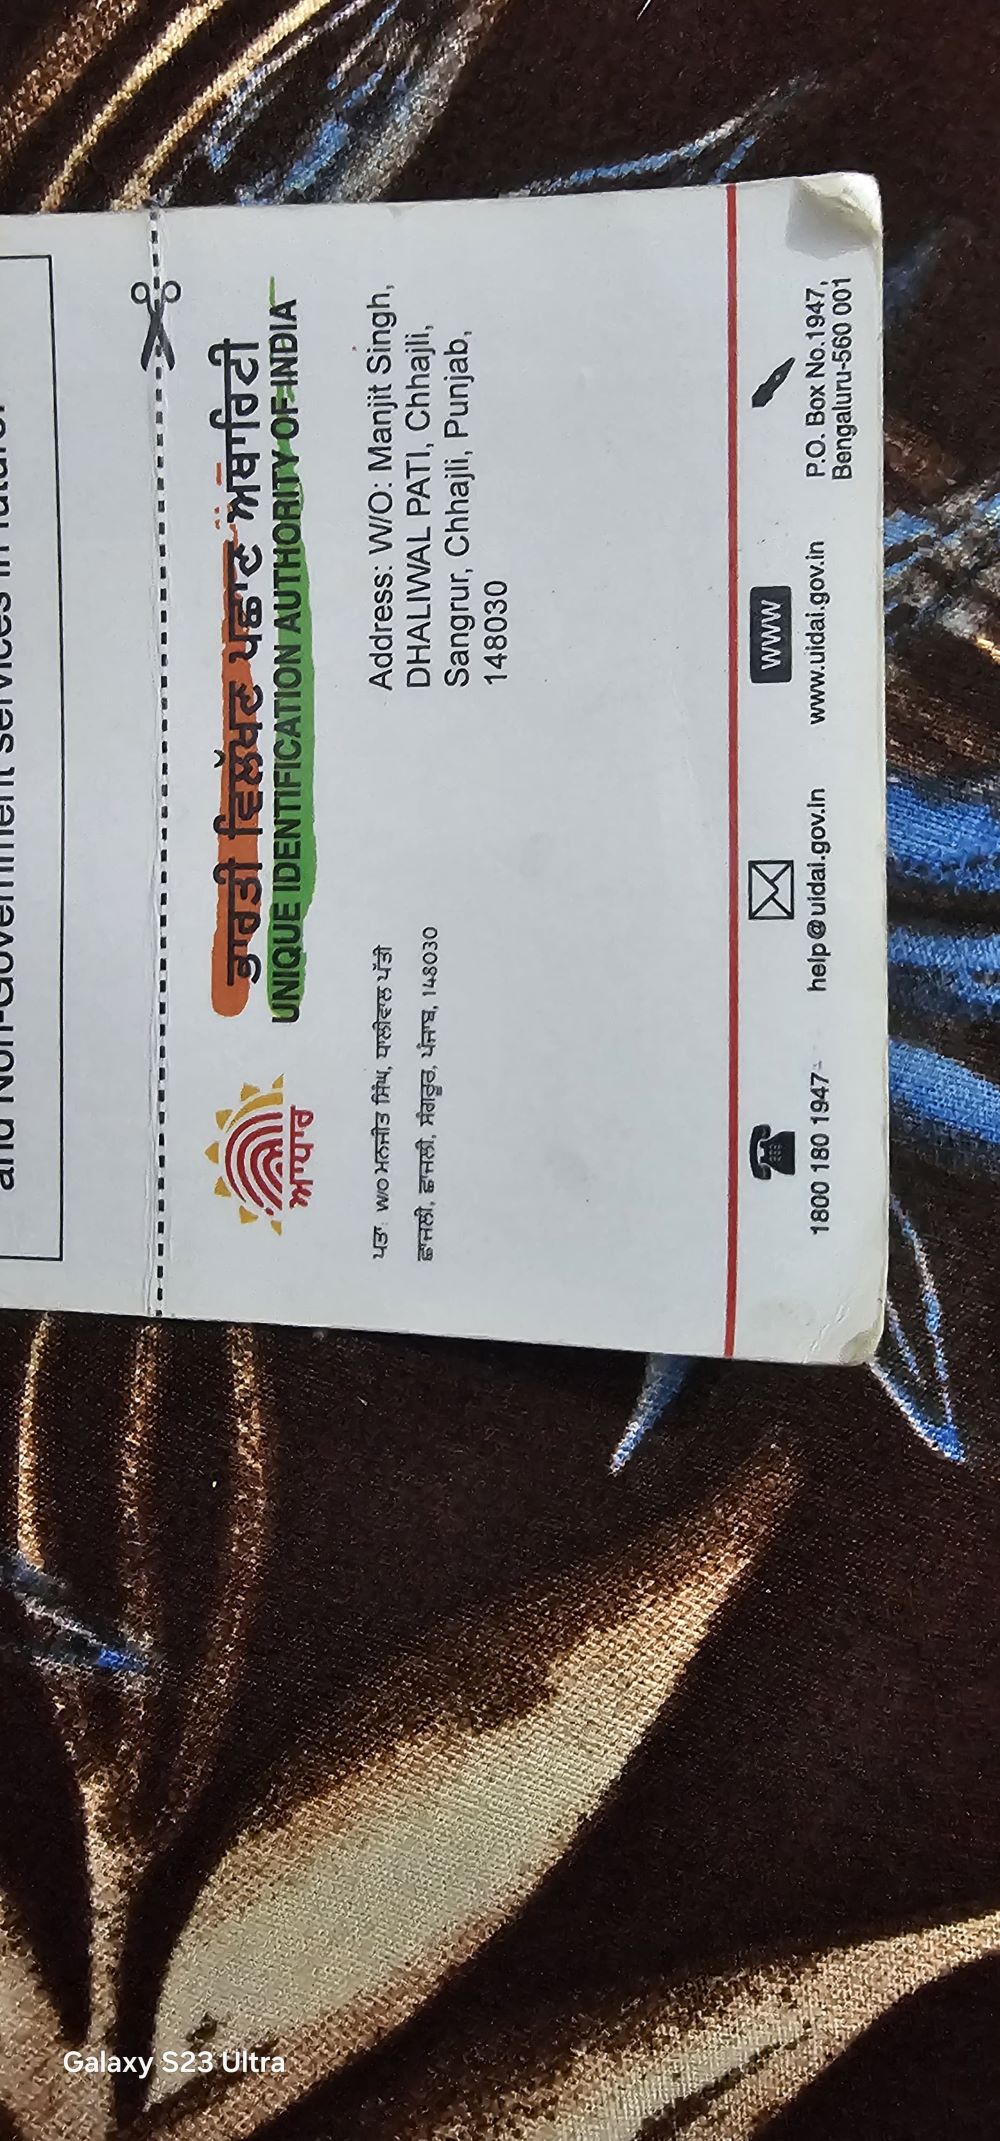 and Non-Government services in future.
ਭਾਰਤੀ ਵਿਲੱਖਣ ਪਛਾਣ ਅਥਾਰਿਟੀ
UNIQUE IDENTIFICATION AUTHORITY OF INDIA
ਆਧਾਰ
ਪਤਾ: W/O ਮਨਜੀਤ ਸਿੰਘ, ਧਾਲੀਵਾਲ ਪੱਤੀ
ਛਾਜਲੀ, ਛਾਜਲੀ, ਸੰਗਰੂਰ, ਪੰਜਾਬ, 148030
Address: W/O: Manjit Singh,
DHALIWAL PATI, Chhajli,
Sangrur, Chhajli, Punjab,
148030
1800 180 1947
help@uidai.gov.in
WWW
www.uidai.gov.in
P.O. Box No.1947,
Bengaluru-560 001
Galaxy S23 Ultra